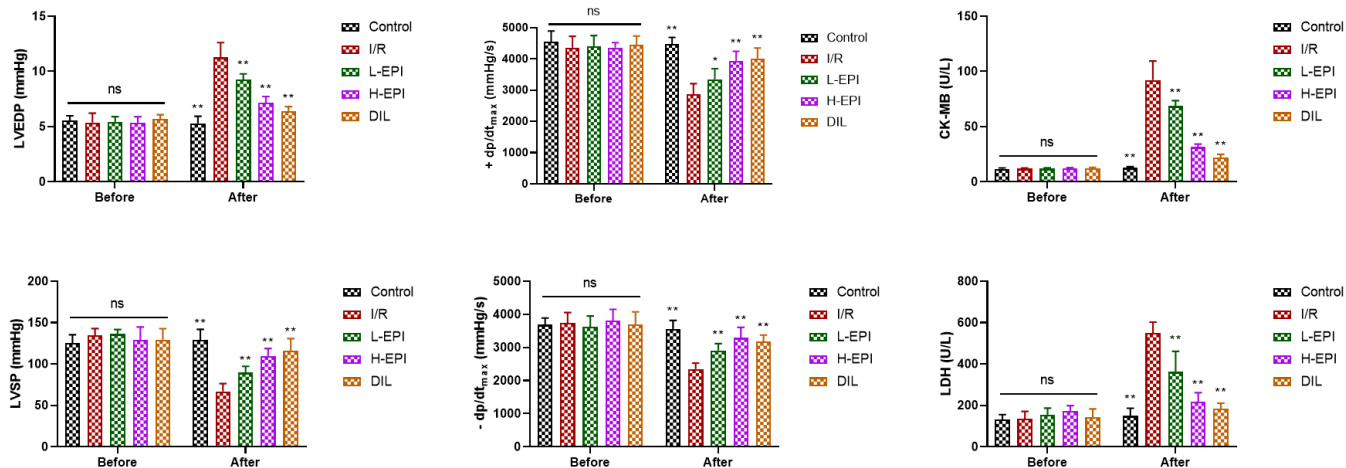 LVEDP (mmHg)
15
10
5
0
ns
**
**
**
**
Before
After
Control
I/R
L-EPI
H-EPI
DIL
+ dp/dtmax (mmHg/s)
5000
4000
3000
2000
1000
0
ns
**
*
**
**
Before
After
Control
I/R
L-EPI
H-EPI
DIL
CK-MB (U/L)
150
100
50
0
ns
**
**
**
**
Before
After
Control
I/R
L-EPI
H-EPI
DIL
LVSP (mmHg)
200
150
100
50
0
ns
**
**
**
**
Before
After
Control
I/R
L-EPI
H-EPI
DIL
- dp/dtmax (mmHg/s)
5000
4000
3000
2000
1000
0
ns
**
**
**
**
Before
After
Control
I/R
L-EPI
H-EPI
DIL
LDH (U/L)
800
600
400
200
0
ns
**
**
**
**
Before
After
Control
I/R
L-EPI
H-EPI
DIL